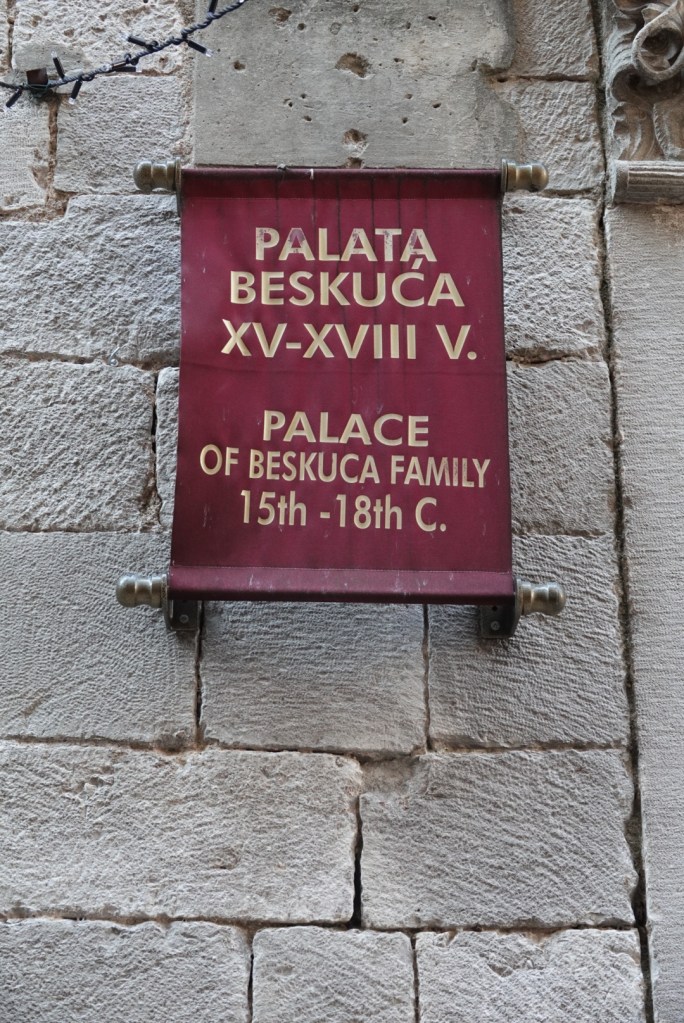 PALATA
BESKUĆA
XV-XVIII V.
PALACE
OF BESKUCA FAMILY
15th -18th C.